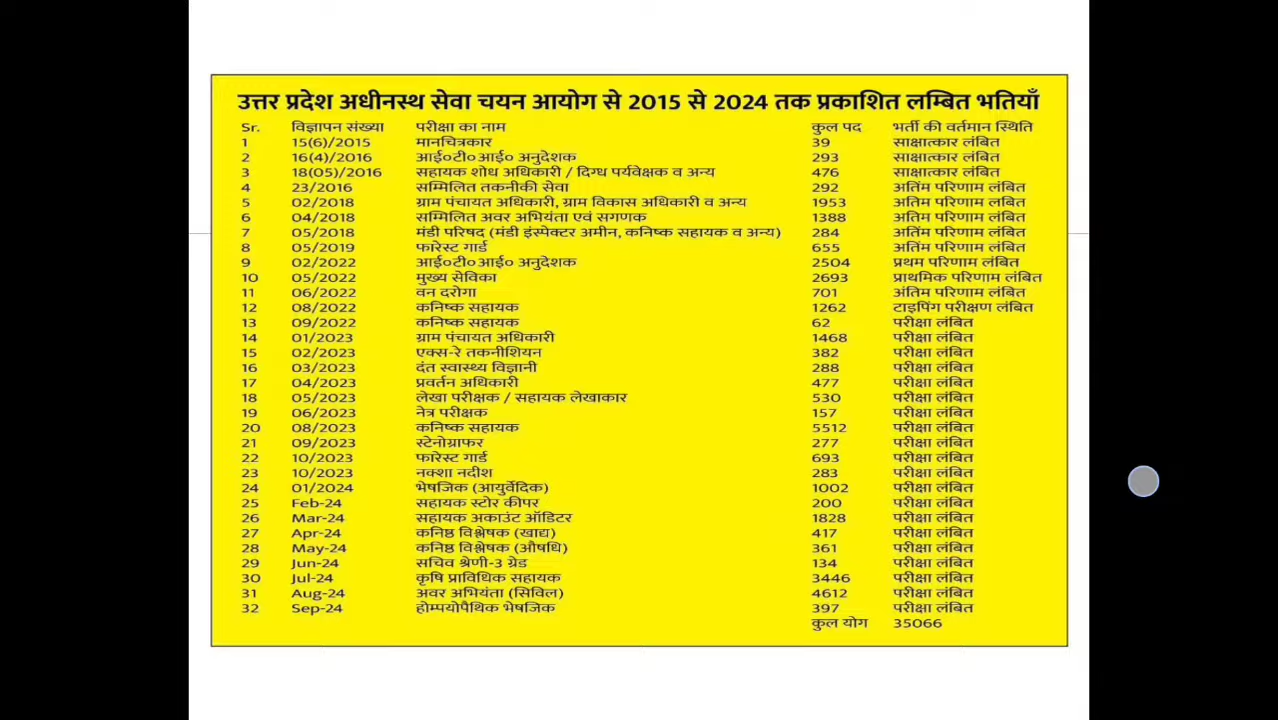 उत्तर प्रदेश अधीनस्थ सेवा चयन आयोग से 2015 से 2024 तक प्रकाशित लम्बित भतियाँ
Sr. विज्ञापन संख्या परीक्षा का नाम कुल पद भर्ती की वर्तमान स्थिति
1 15(6)/2015 मानचित्रकार 39 साक्षात्कार लंबित
2 16(4)/2016 आई०टी०आई० अनुदेशक 293 साक्षात्कार लंबित
3 18(05)/2016 सहायक शोध अधिकारी / दिग्ध पर्यवेक्षक व अन्य 476 साक्षात्कार लंबित
4 23/2016 सम्मिलित तकनीकी सेवा 292 अतिंम परिणाम लंबित
5 02/2018 ग्राम पंचायत अधिकारी, ग्राम विकास अधिकारी व अन्य 1953 अतिंम परिणाम लंबित
6 04/2018 सम्मिलित अवर अभियंता एवं सगणक 1388 अतिंम परिणाम लंबित
7 05/2018 मंडी परिषद (मंडी इंस्पेक्टर अमीन, कनिष्क सहायक व अन्य) 284 अतिंम परिणाम लंबित
8 05/2019 फारेस्ट गार्ड 655 अतिंम परिणाम लंबित
9 02/2022 आई०टी०आई० अनुदेशक 2504 प्रथम परिणाम लंबित
10 05/2022 मुख्य सेविका 2693 प्राथमिक परिणाम लंबित
11 06/2022 वन दरोगा 701 अंतिम परिणाम लंबित
12 08/2022 कनिष्क सहायक 1262 टाइपिंग परीक्षण लंबित
13 09/2022 कनिष्क सहायक 62 परीक्षा लंबित
14 01/2023 ग्राम पंचायत अधिकारी 1468 परीक्षा लंबित
15 02/2023 एक्स-रे तकनीशियन 382 परीक्षा लंबित
16 03/2023 दंत स्वास्थ्य विज्ञानी 288 परीक्षा लंबित
17 04/2023 प्रवर्तन अधिकारी 477 परीक्षा लंबित
18 05/2023 लेखा परीक्षक / सहायक लेखाकार 530 परीक्षा लंबित
19 06/2023 नेत्र परीक्षक 157 परीक्षा लंबित
20 08/2023 कनिष्क सहायक 5512 परीक्षा लंबित
21 09/2023 स्टेनोग्राफर 277 परीक्षा लंबित
22 10/2023 फारेस्ट गार्ड 693 परीक्षा लंबित
23 10/2023 नक्शा नदीश 283 परीक्षा लंबित
24 01/2024 भेषजिक (आयुर्वेदिक) 1002 परीक्षा लंबित
25 Feb-24 सहायक स्टोर कीपर 200 परीक्षा लंबित
26 Mar-24 सहायक अकाउंट ऑडिटर 1828 परीक्षा लंबित
27 Apr-24 कनिष्ठ विश्लेषक (खाद्य) 417 परीक्षा लंबित
28 May-24 कनिष्ठ विश्लेषक (औषधि) 361 परीक्षा लंबित
29 Jun-24 सचिव श्रेणी-3 ग्रेड 134 परीक्षा लंबित
30 Jul-24 कृषि प्राविधिक सहायक 3446 परीक्षा लंबित
31 Aug-24 अवर अभियंता (सिविल) 4612 परीक्षा लंबित
32 Sep-24 होम्पयोपैथिक भेषजिक 397 परीक्षा लंबित
कुल योग 35066